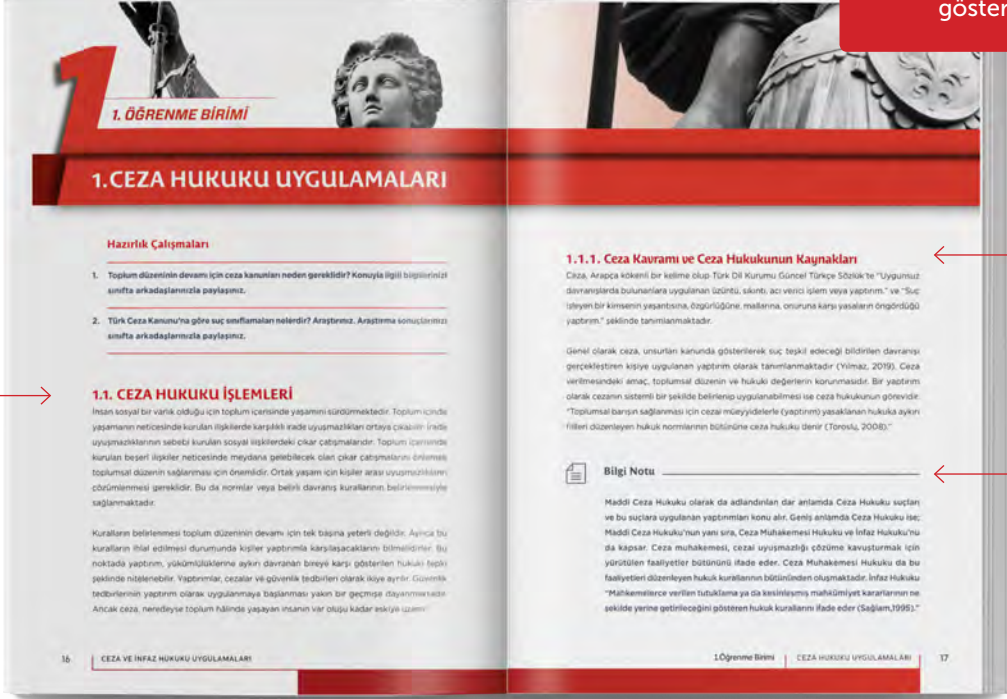 göster
1
1. ÖĞRENME BİRİMİ
1.CEZA HUKUKU UYGULAMALARI
Hazırlık Çalışmaları
1. Toplum düzeninin devamı için ceza kanunları neden gereklidir? Konuyla ilgili bilgilerinizi
sınıfta arkadaşlarınızla paylaşınız.
2. Türk Ceza Kanunu'na göre suç sınıflamaları nelerdir? Araştırınız. Araştırma sonuçlarınızı
sınıfta arkadaşlarınızla paylaşınız.
1.1. CEZA HUKUKU İŞLEMLERİ
İnsan sosyal bir varlık olduğu için toplum içerisinde yaşamını sürdürmektedir. Toplum içinde
yaşamanın neticesinde kurulan ilişkilerde karşılıklı irade uyuşmazlıkları ortaya çıkabilir. İrade
uyuşmazlıklarının sebebi kurulan sosyal ilişkilerdeki çıkar çatışmalarıdır. Toplum içerisinde
kurulan beşerî ilişkiler neticesinde meydana gelebilecek olan çıkar çatışmalarını önlemek
toplumsal düzenin sağlanması için önemlidir. Ortak yaşam için kişiler arası uyuşmazlıkların
çözümlenmesi gereklidir. Bu da normlar veya belirli davranış kurallarının belirlenmesiyle
sağlanmaktadır.
Kuralların belirlenmesi toplum düzeninin devamı için tek başına yeterli değildir. Ayrıca bu
kuralların ihlal edilmesi durumunda kişiler yaptırımla karşılaşacaklarını bilmelidirler. Bu
noktada yaptırım, yükümlülüklerine aykırı davranan bireye karşı gösterilen hukuki tepki
şeklinde nitelenebilir. Yaptırımlar, cezalar ve güvenlik tedbirleri olarak ikiye ayrılır. Güvenlik
tedbirlerinin yaptırım olarak uygulanmaya başlanması yakın bir geçmişe dayanmaktadır.
Ancak ceza, neredeyse toplum hâlinde yaşayan insanın var oluşu kadar eskiye uzanır.
16 CEZA VE İNFAZ HUKUKU UYGULAMALARI
1.1.1. Ceza Kavramı ve Ceza Hukukunun Kaynakları
Ceza, Arapça kökenli bir kelime olup Türk Dil Kurumu Güncel Türkçe Sözlük'te "Uygunsuz
davranışlarda bulunanlara uygulanan üzüntü, sıkıntı, acı verici işlem veya yaptırım." ve "Suç
işleyen bir kimsenin yaşantısına, özgürlüğüne, mallarına, onuruna karşı yasaların öngördüğü
yaptırım." şeklinde tanımlanmaktadır.
Genel olarak ceza, unsurları kanunda gösterilerek suç teşkil edeceği bildirilen davranışı
gerçekleştiren kişiye uygulanan yaptırım olarak tanımlanmaktadır (Yılmaz, 2019). Ceza
verilmesindeki amaç, toplumsal düzenin ve hukuki değerlerin korunmasıdır. Bir yaptırım
olarak cezanın sistemli bir şekilde belirlenip uygulanabilmesi ise ceza hukukunun görevidir.
"Toplumsal barışın sağlanması için cezai müeyyidelerle (yaptırım) yasaklanan hukuka aykırı
fiilleri düzenleyen hukuk normlarının bütününe ceza hukuku denir (Toroslu, 2008)."
Bilgi Notu
Maddi Ceza Hukuku olarak da adlandırılan dar anlamda Ceza Hukuku suçları
ve bu suçlara uygulanan yaptırımları konu alır. Geniş anlamda Ceza Hukuku ise;
Maddi Ceza Hukuku'nun yanı sıra, Ceza Muhakemesi Hukuku ve İnfaz Hukuku'nu
da kapsar. Ceza muhakemesi, cezai uyuşmazlığı çözüme kavuşturmak için
yürütülen faaliyetler bütününü ifade eder. Ceza Muhakemesi Hukuku da bu
faaliyetleri düzenleyen hukuk kurallarının bütününden oluşmaktadır. İnfaz Hukuku
"Mahkemelerce verilen tutuklama ya da kesinleşmiş mahkûmiyet kararlarının ne
şekilde yerine getirileceğini gösteren hukuk kurallarını ifade eder (Sağlam,1995)."
1.Öğrenme Birimi CEZA HUKUKU UYGULAMALARI 17